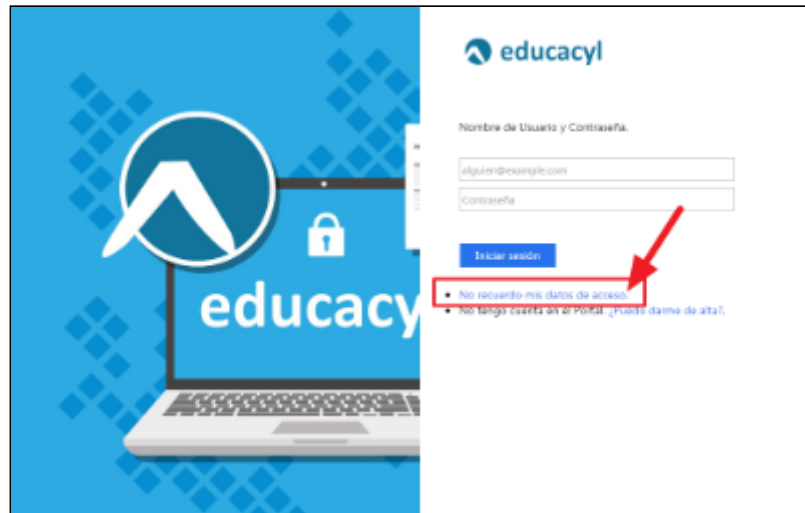 educacyl
Nombre de Usuario y Contraseña.
alguien@example.com
Contraseña
Iniciar sesión
No recuerdo mis datos de acceso.
No tengo cuenta en el Portal. ¿Puedo darme de alta?.
educacy